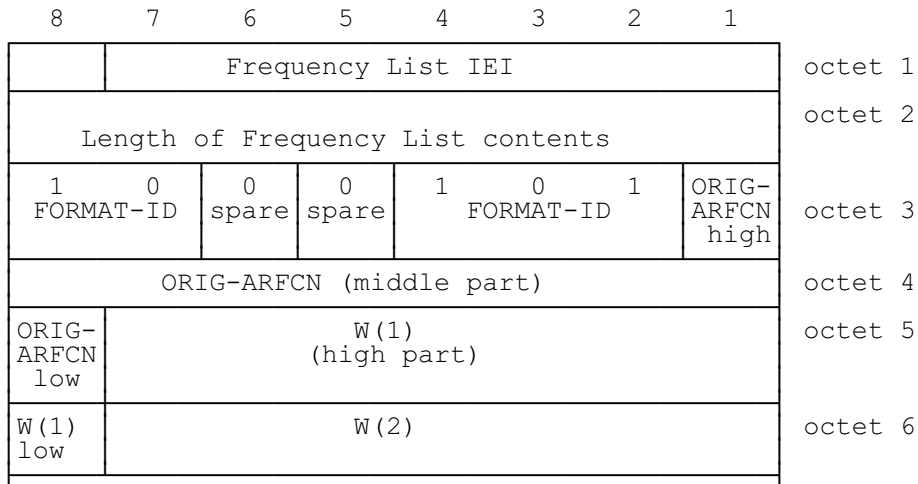 8 7 6 5 4 3 2 1
Frequency List IEI octet 1
octet 2
Length of Frequency List contents
1 0 0 0 1 0 1 ORIG-
FORMAT-ID spare spare FORMAT-ID ARFCN octet 3
high
ORIG-ARFCN (middle part) octet 4
ORIG- W(1) octet 5
ARFCN (high part)
low
W(1) W(2) octet 6
low